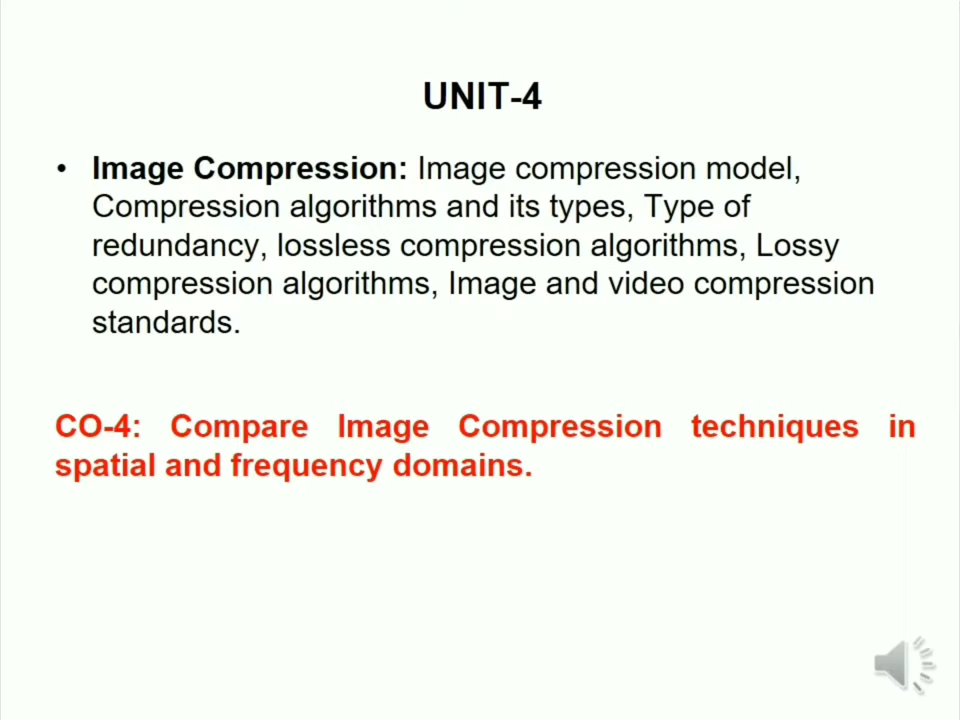 UNIT-4
• Image Compression: Image compression model,
Compression algorithms and its types, Type of
redundancy, lossless compression algorithms, Lossy
compression algorithms, Image and video compression
standards.
CO-4: Compare Image Compression techniques in
spatial and frequency domains.